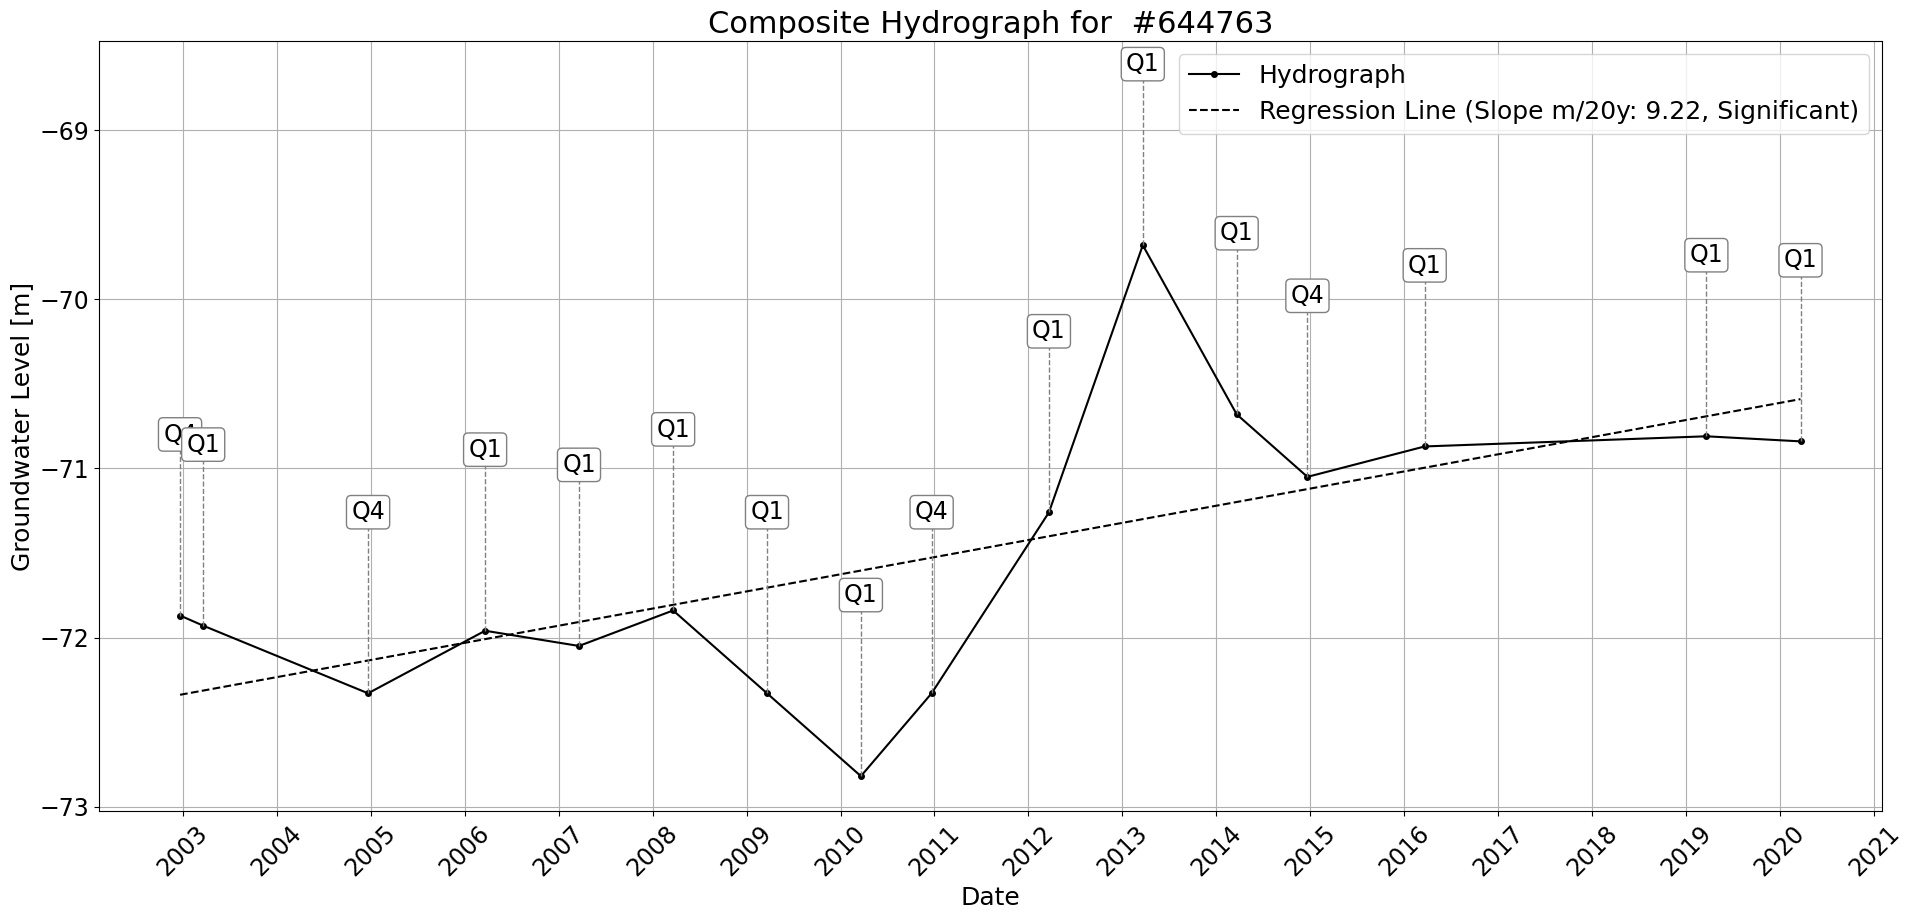 Composite Hydrograph for #644763
Hydrograph
Regression Line (Slope m/20y: 9.22, Significant)
Q1
Q1
Q1
Q1
Q1
Q1
Q4
Q1
Q1
Q4
Q1
Q1
Q1
Q4
Q1
Q4
Q1
Groundwater Level [m]
−69
−70
−71
−72
−73
2003
2004
2005
2006
2007
2008
2009
2010
2011
2012
2013
2014
2015
2016
2017
2018
2019
2020
2021
Date